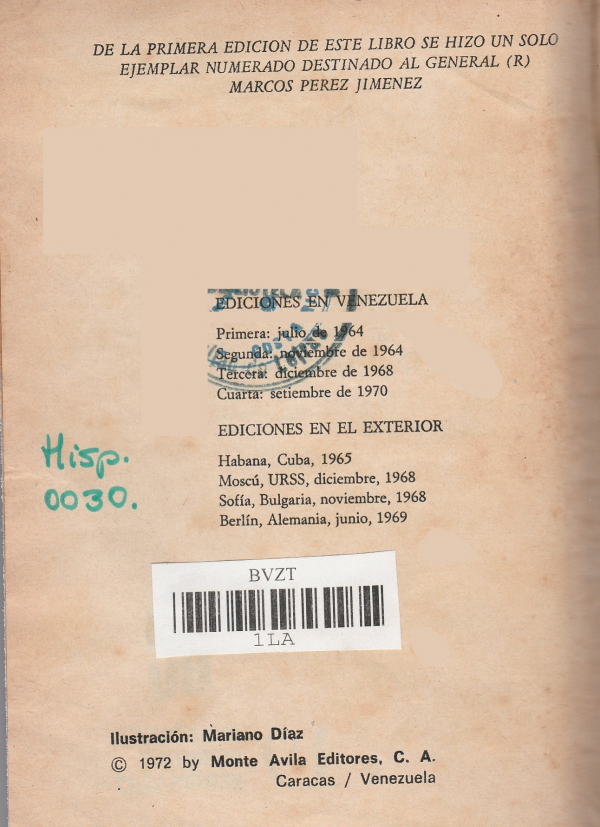 DE LA PRIMERA EDICION DE ESTE LIBRO SE HIZO UN SOLO
EJEMPLAR NUMERADO DESTINADO AL GENERAL (R)
MARCOS PEREZ JIMENEZ
EDICIONES EN VENEZUELA
Primera: julio de 1964
Segunda: noviembre de 1964
Tercera: diciembre de 1968
Cuarta: setiembre de 1970
EDICIONES EN EL EXTERIOR
Habana, Cuba, 1965
Moscú, URSS, diciembre, 1968
Sofía, Bulgaria, noviembre, 1968
Berlín, Alemania, junio, 1969
Hisp.
0030.
BVZT
1LA
Ilustración: Mariano Díaz
© 1972 by Monte Avila Editores, C. A.
Caracas / Venezuela